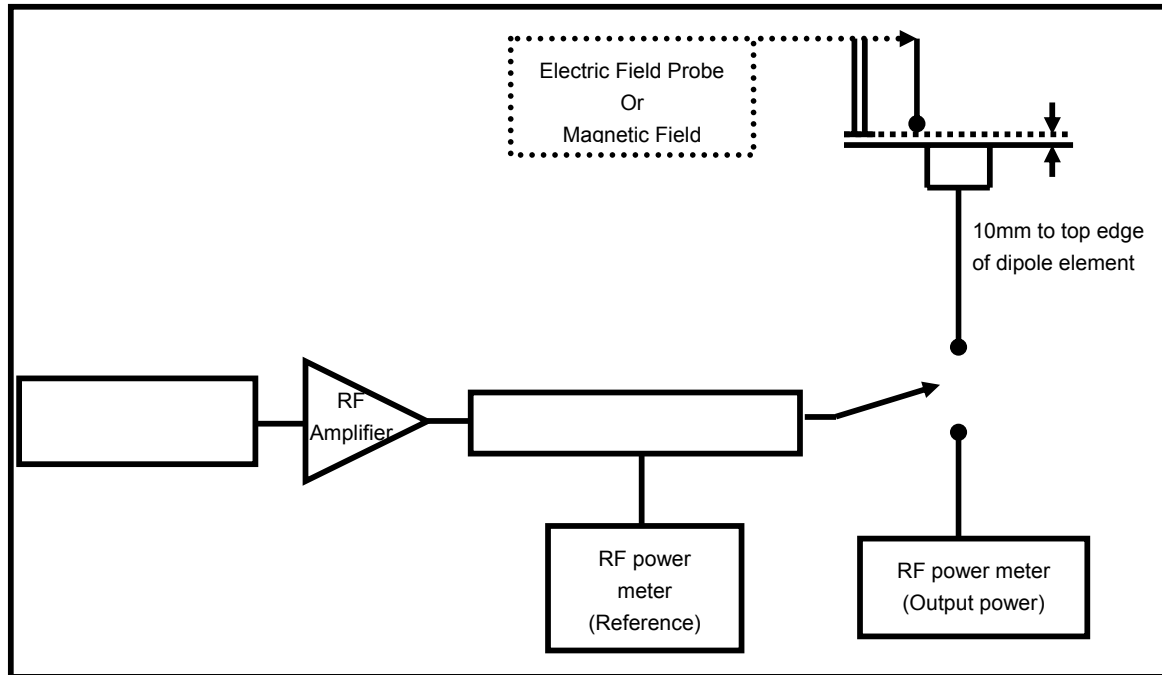 Electric Field Probe
Or
Magnetic Field
10mm to top edge
of dipole element
RF
Amplifier
RF power
meter
(Reference)
RF power meter
(Output power)